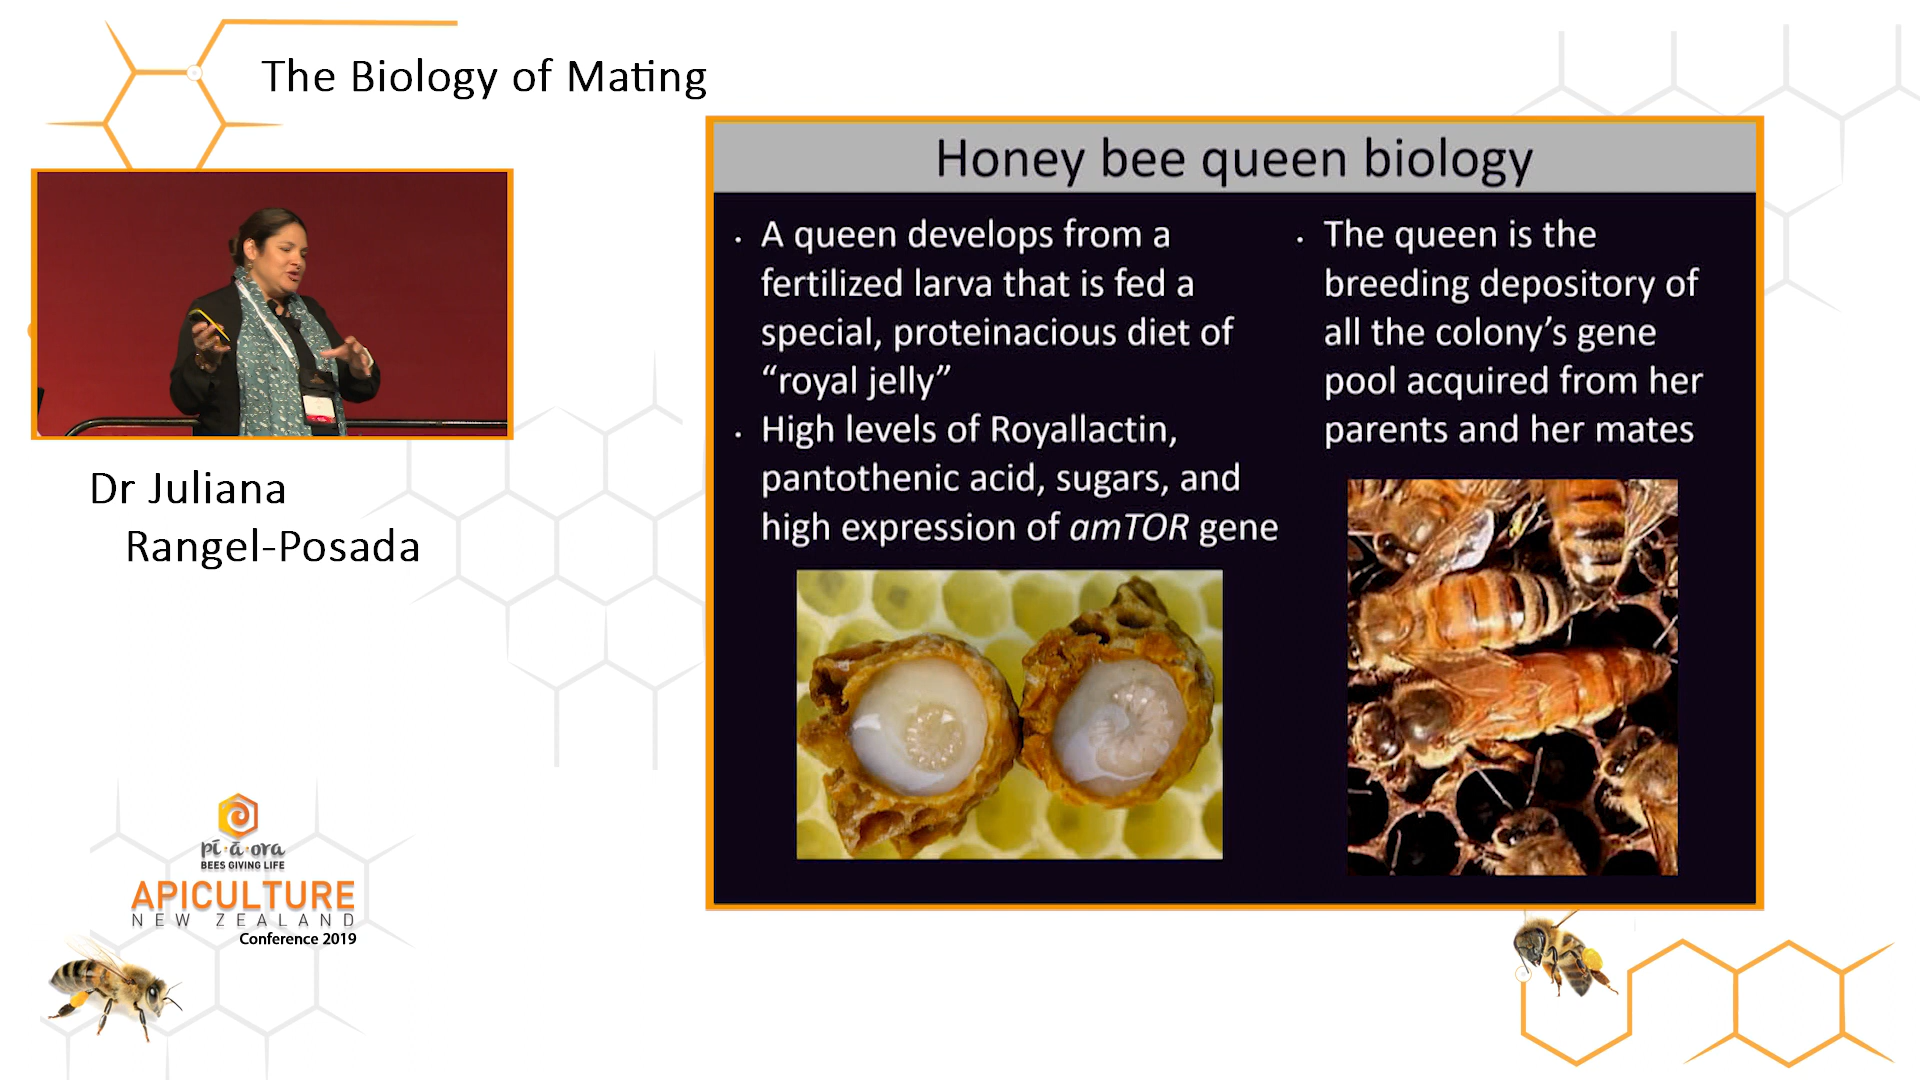 The Biology of Mating
Honey bee queen biology
• A queen develops from a
fertilized larva that is fed a
special, proteinacious diet of
“royal jelly”
• High levels of Royallactin,
pantothenic acid, sugars, and
high expression of amTOR gene
• The queen is the
breeding depository of
all the colony’s gene
pool acquired from her
parents and her mates
Dr Juliana
Rangel-Posada
pī·ā·ora
BEES GIVING LIFE
APICULTURE
NEW ZEALAND
Conference 2019